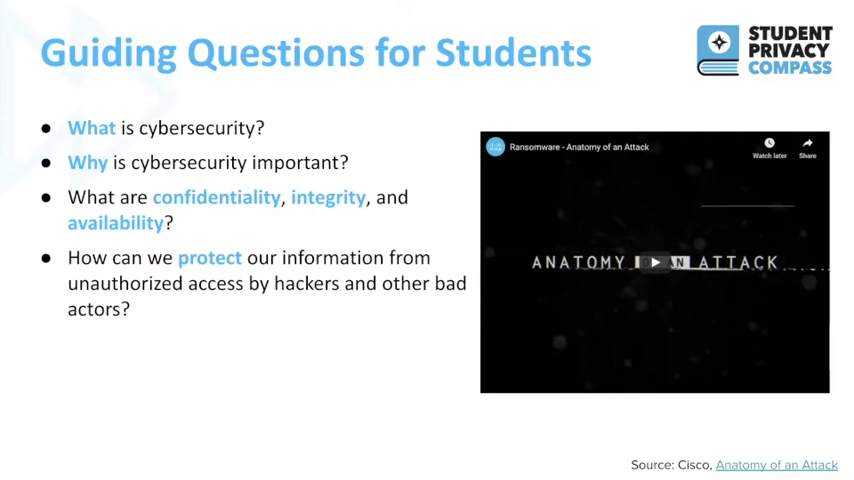 Guiding Questions for Students
STUDENT
PRIVACY
COMPASS
● What is cybersecurity?
● Why is cybersecurity important?
● What are confidentiality, integrity, and
availability?
● How can we protect our information from
unauthorized access by hackers and other bad
actors?
Ransomware - Anatomy of an Attack
Watch later
Share
ANATOMY OF AN ATTACK
Source: Cisco, Anatomy of an Attack